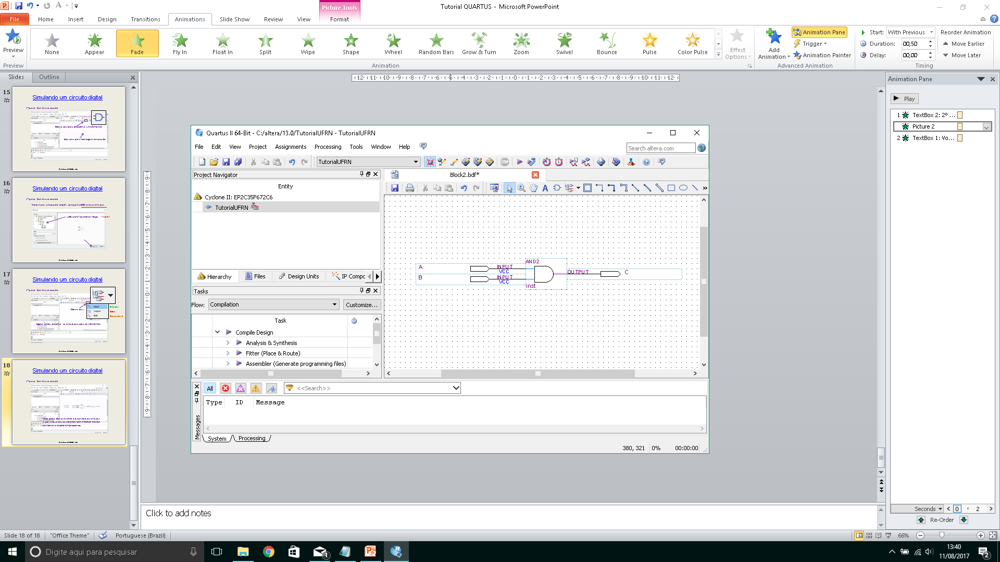 Tutorial QUARTUS - Microsoft PowerPoint
Picture Tools
File
Home
Insert
Design
Transitions
Animations
Slide Show
Review
View
Format
Preview
None
Appear
Fade
Fly In
Float In
Split
Wipe
Shape
Wheel
Random Bars
Grow & Turn
Zoom
Swivel
Bounce
Pulse
Color Pulse
Effect Options
Add Animation
Animation Pane
Trigger
Animation Painter
Start: With Previous
Duration: 00,50
Delay: 00,00
Reorder Animation
Move Earlier
Move Later
Preview
Animation
Advanced Animation
Timing
Slides
Outline
15
Simulando um circuito digital
16
Simulando um circuito digital
17
Simulando um circuito digital
18
Simulando um circuito digital
Quartus II 64-Bit - C:/altera/13.0/TutorialUFRN - TutorialUFRN
File Edit View Project Assignments Processing Tools Window Help
Search altera.com
TutorialUFRN
Project Navigator
Entity
Cyclone II: EP2C35F672C6
TutorialUFRN
Hierarchy
Files
Design Units
IP Compc
Tasks
Flow: Compilation
Customize...
Task
Compile Design
Analysis & Synthesis
Fitter (Place & Route)
Assembler (Generate programming files)
Block2.bdf*
AND2
A
INPUT
VCC
B
INPUT
VCC
inst
OUTPUT
C
All
<<Search>>
Type ID Message
Messages
System
Processing
380, 321
0%
00:00:00
Animation Pane
Play
1 TextBox 2: 2º ...
Picture 2
2 TextBox 1: Vo...
Seconds
0
2
Re-Order
Click to add notes
Slide 18 of 18
"Office Theme"
Portuguese (Brazil)
66%
Digite aqui para pesquisar
1
13:40
11/08/2017
2